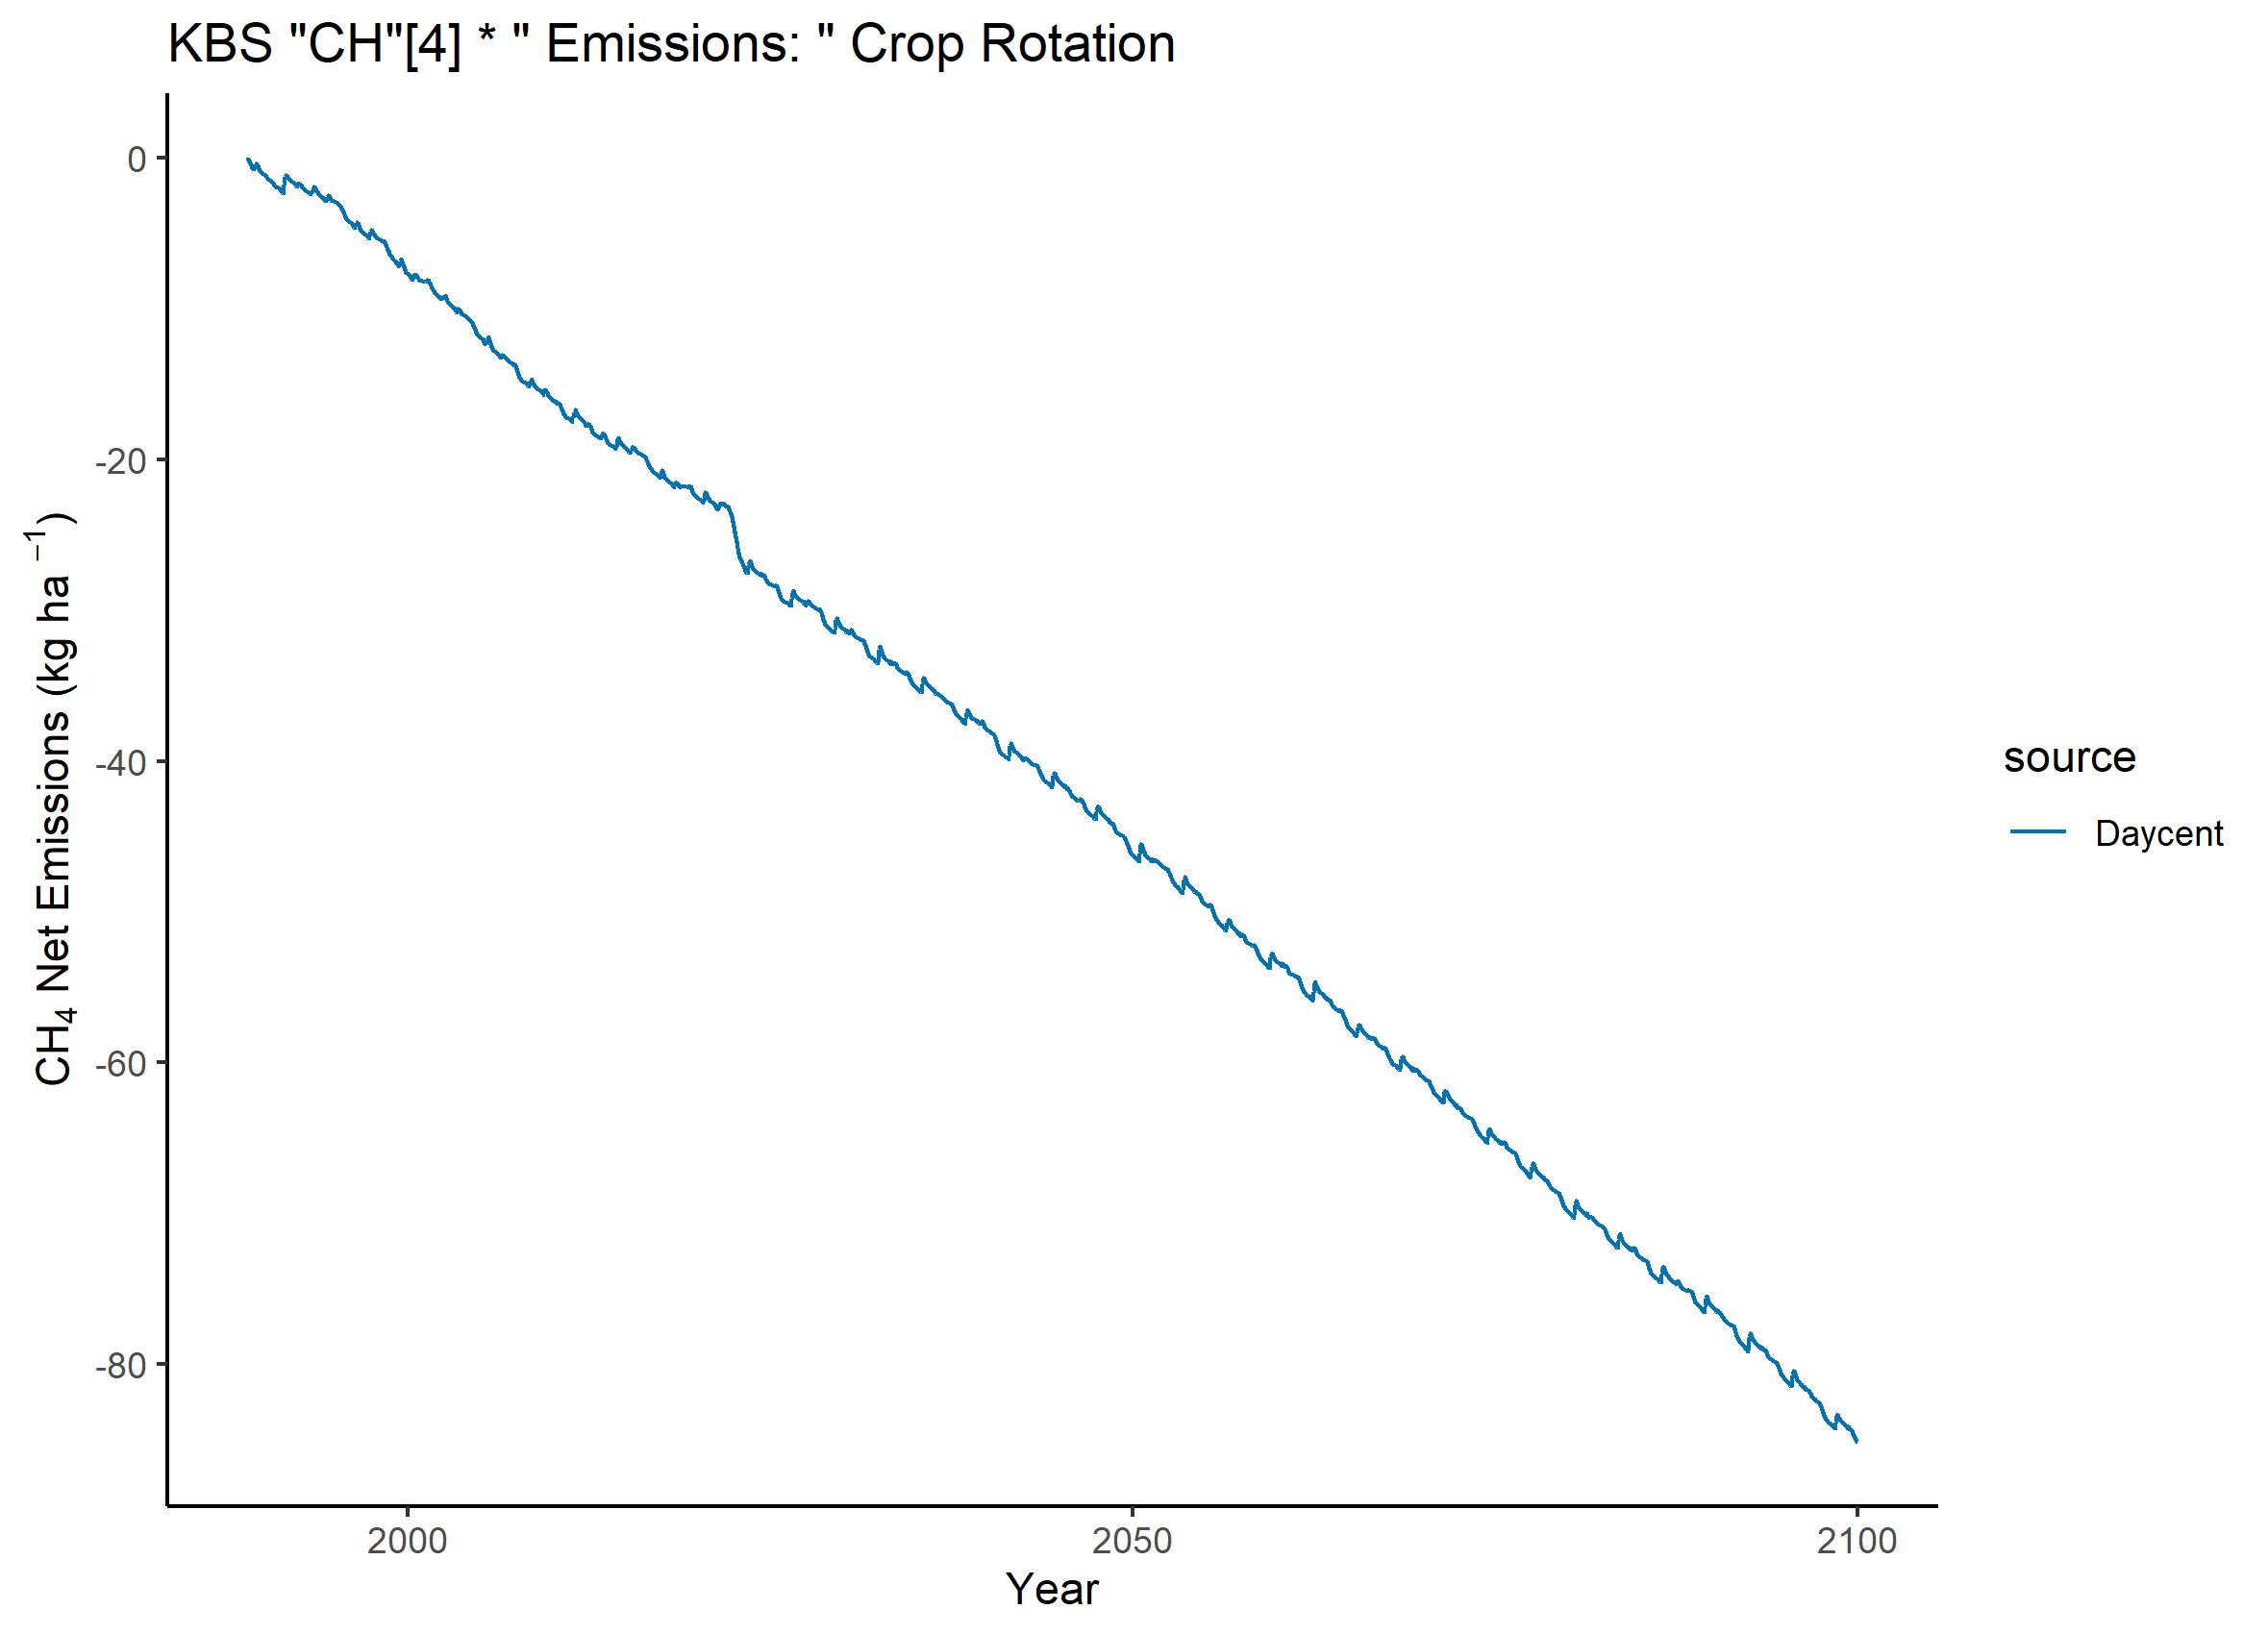 KBS "CH"[4] * " Emissions: " Crop Rotation
CH₄ Net Emissions (kg ha ⁻¹)
0
-20
-40
-60
-80
2000
2050
2100
Year
source
Daycent